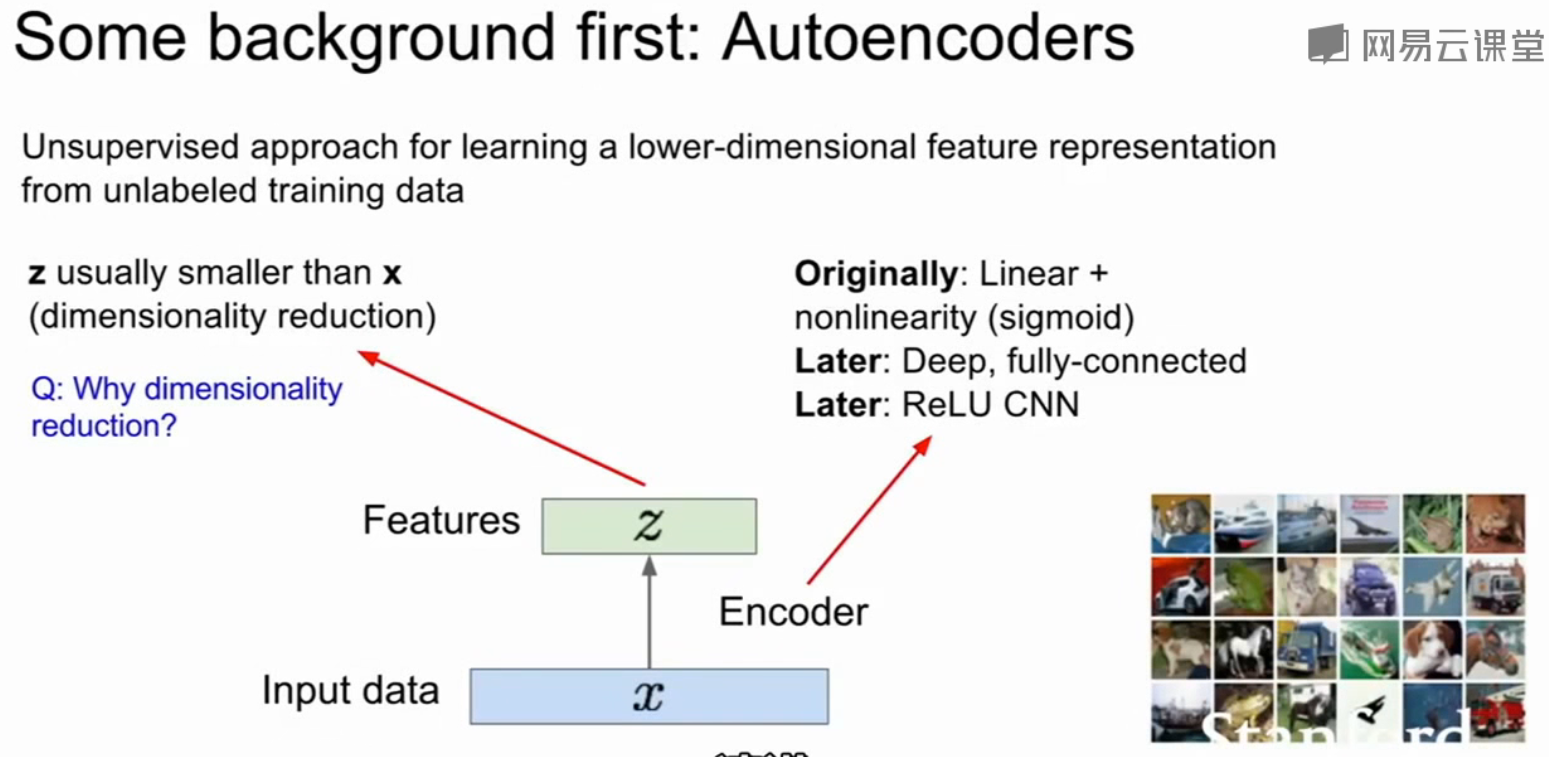 Some background first: Autoencoders
网易云课堂
Unsupervised approach for learning a lower-dimensional feature representation
from unlabeled training data
z usually smaller than x
(dimensionality reduction)
Q: Why dimensionality
reduction?
Originally: Linear +
nonlinearity (sigmoid)
Later: Deep, fully-connected
Later: ReLU CNN
Features
z
Encoder
Input data
x
Stanford